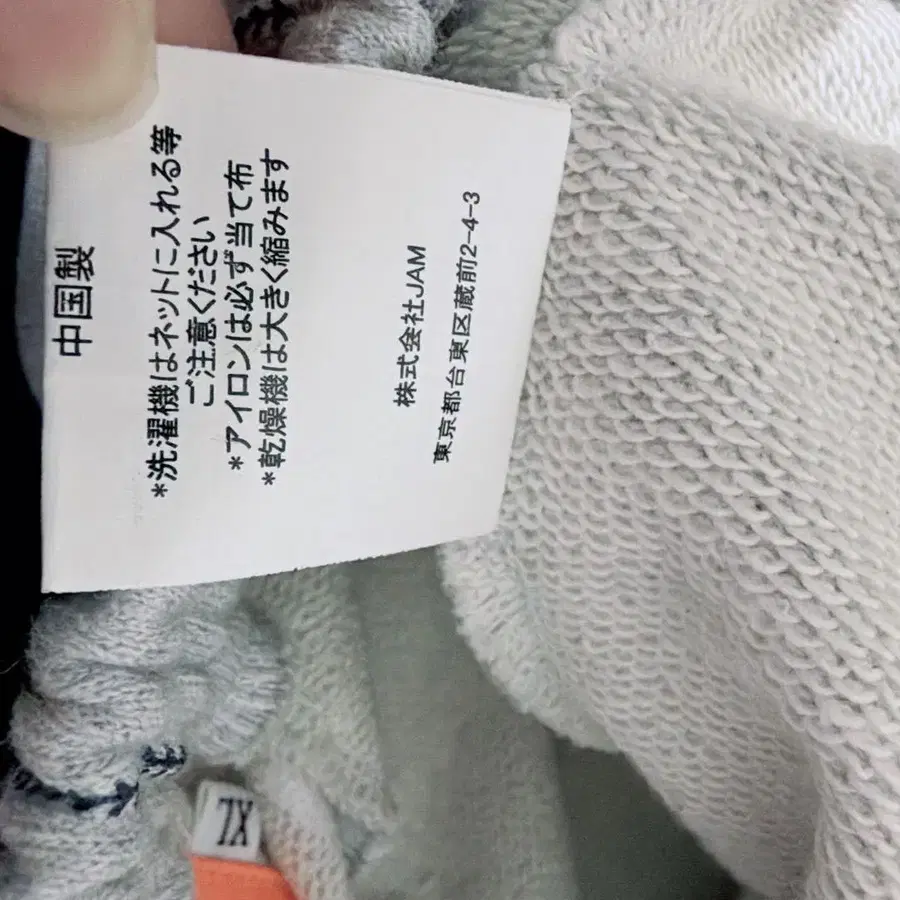 中国製
*洗濯機はネットに入れる等
ご注意ください
*アイロンは必ず当て布
*乾燥機は大きく縮みます
株式会社JAM
東京都台東区蔵前2-4-3
XL